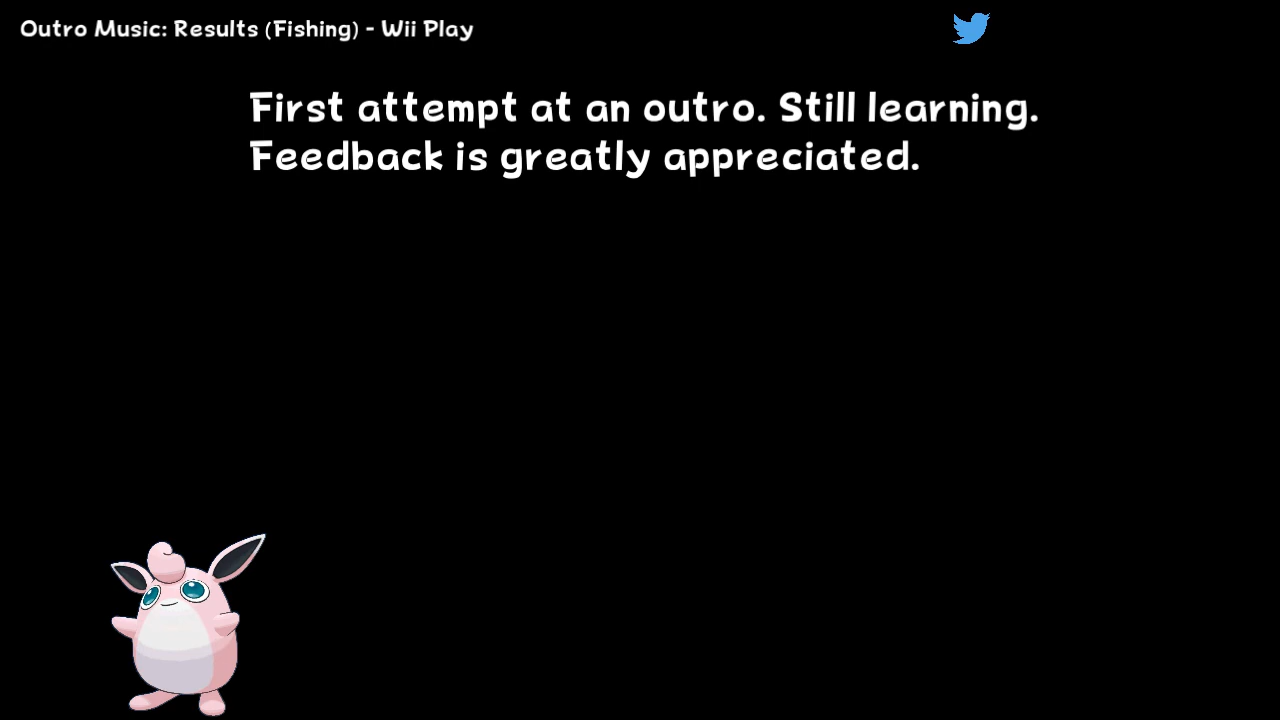 Outro Music: Results (Fishing) - Wii Play
First attempt at an outro. Still learning.
Feedback is greatly appreciated.